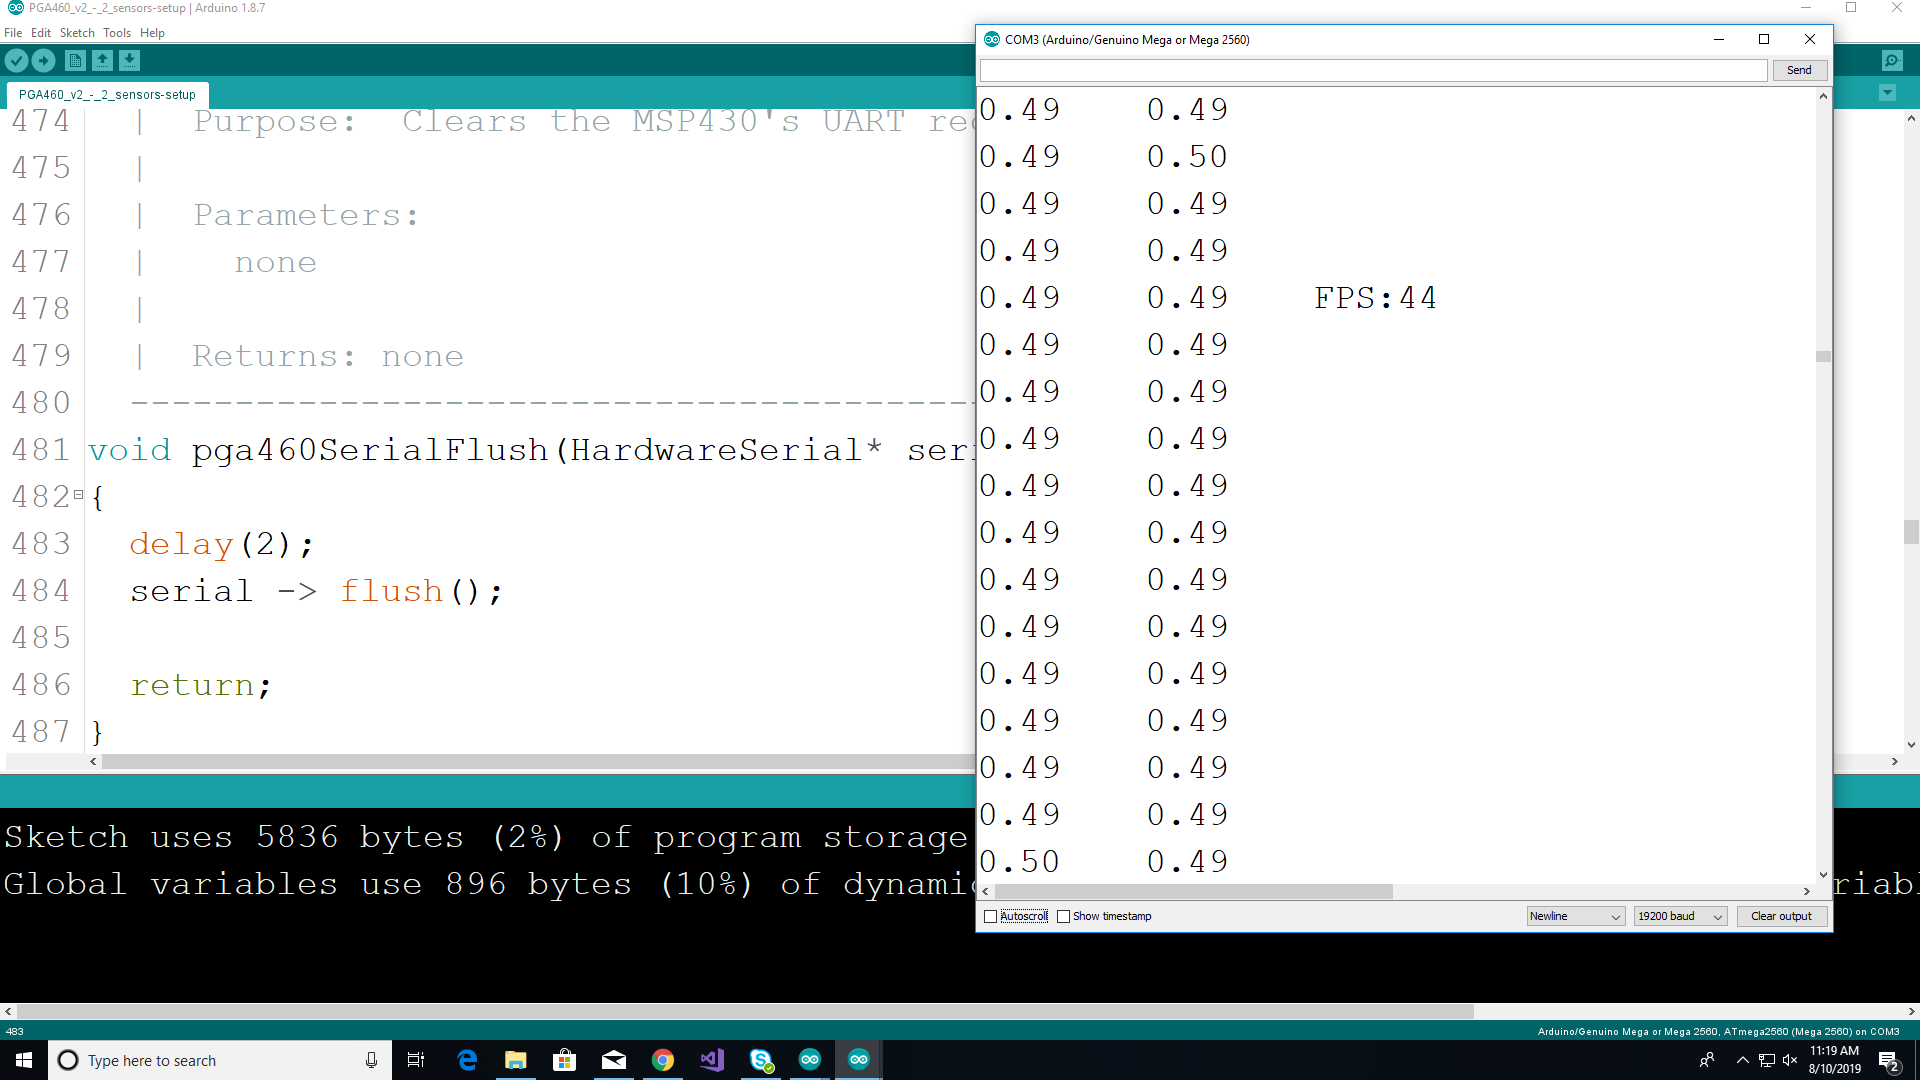 PGA460_v2_-_2_sensors-setup | Arduino 1.8.7
File Edit Sketch Tools Help
PGA460_v2_-_2_sensors-setup
474 | Purpose: Clears the MSP430's UART
475 |
476 | Parameters:
477 | none
478 |
479 | Returns: none
480 -----------------------------------------
481 void pga460SerialFlush(HardwareSerial*
482 {
483 delay(2);
484 serial -> flush();
485
486 return;
487 }
Sketch uses 5836 bytes (2%) of program storage
Global variables use 896 bytes (10%) of
483
Arduino/Genuino Mega or Mega 2560, ATmega2560 (Mega 2560) on COM3
COM3 (Arduino/Genuino Mega or Mega 2560)
Send
0.49 0.49
0.49 0.50
0.49 0.49
0.49 0.49
0.49 0.49 FPS:44
0.49 0.49
0.49 0.49
0.49 0.49
0.49 0.49
0.49 0.49
0.49 0.49
0.49 0.49
0.49 0.49
0.49 0.49
0.49 0.49
0.49 0.49
0.50 0.49
Autoscroll Show timestamp Newline 19200 baud Clear output
Type here to search
11:19 AM
8/10/2019
2